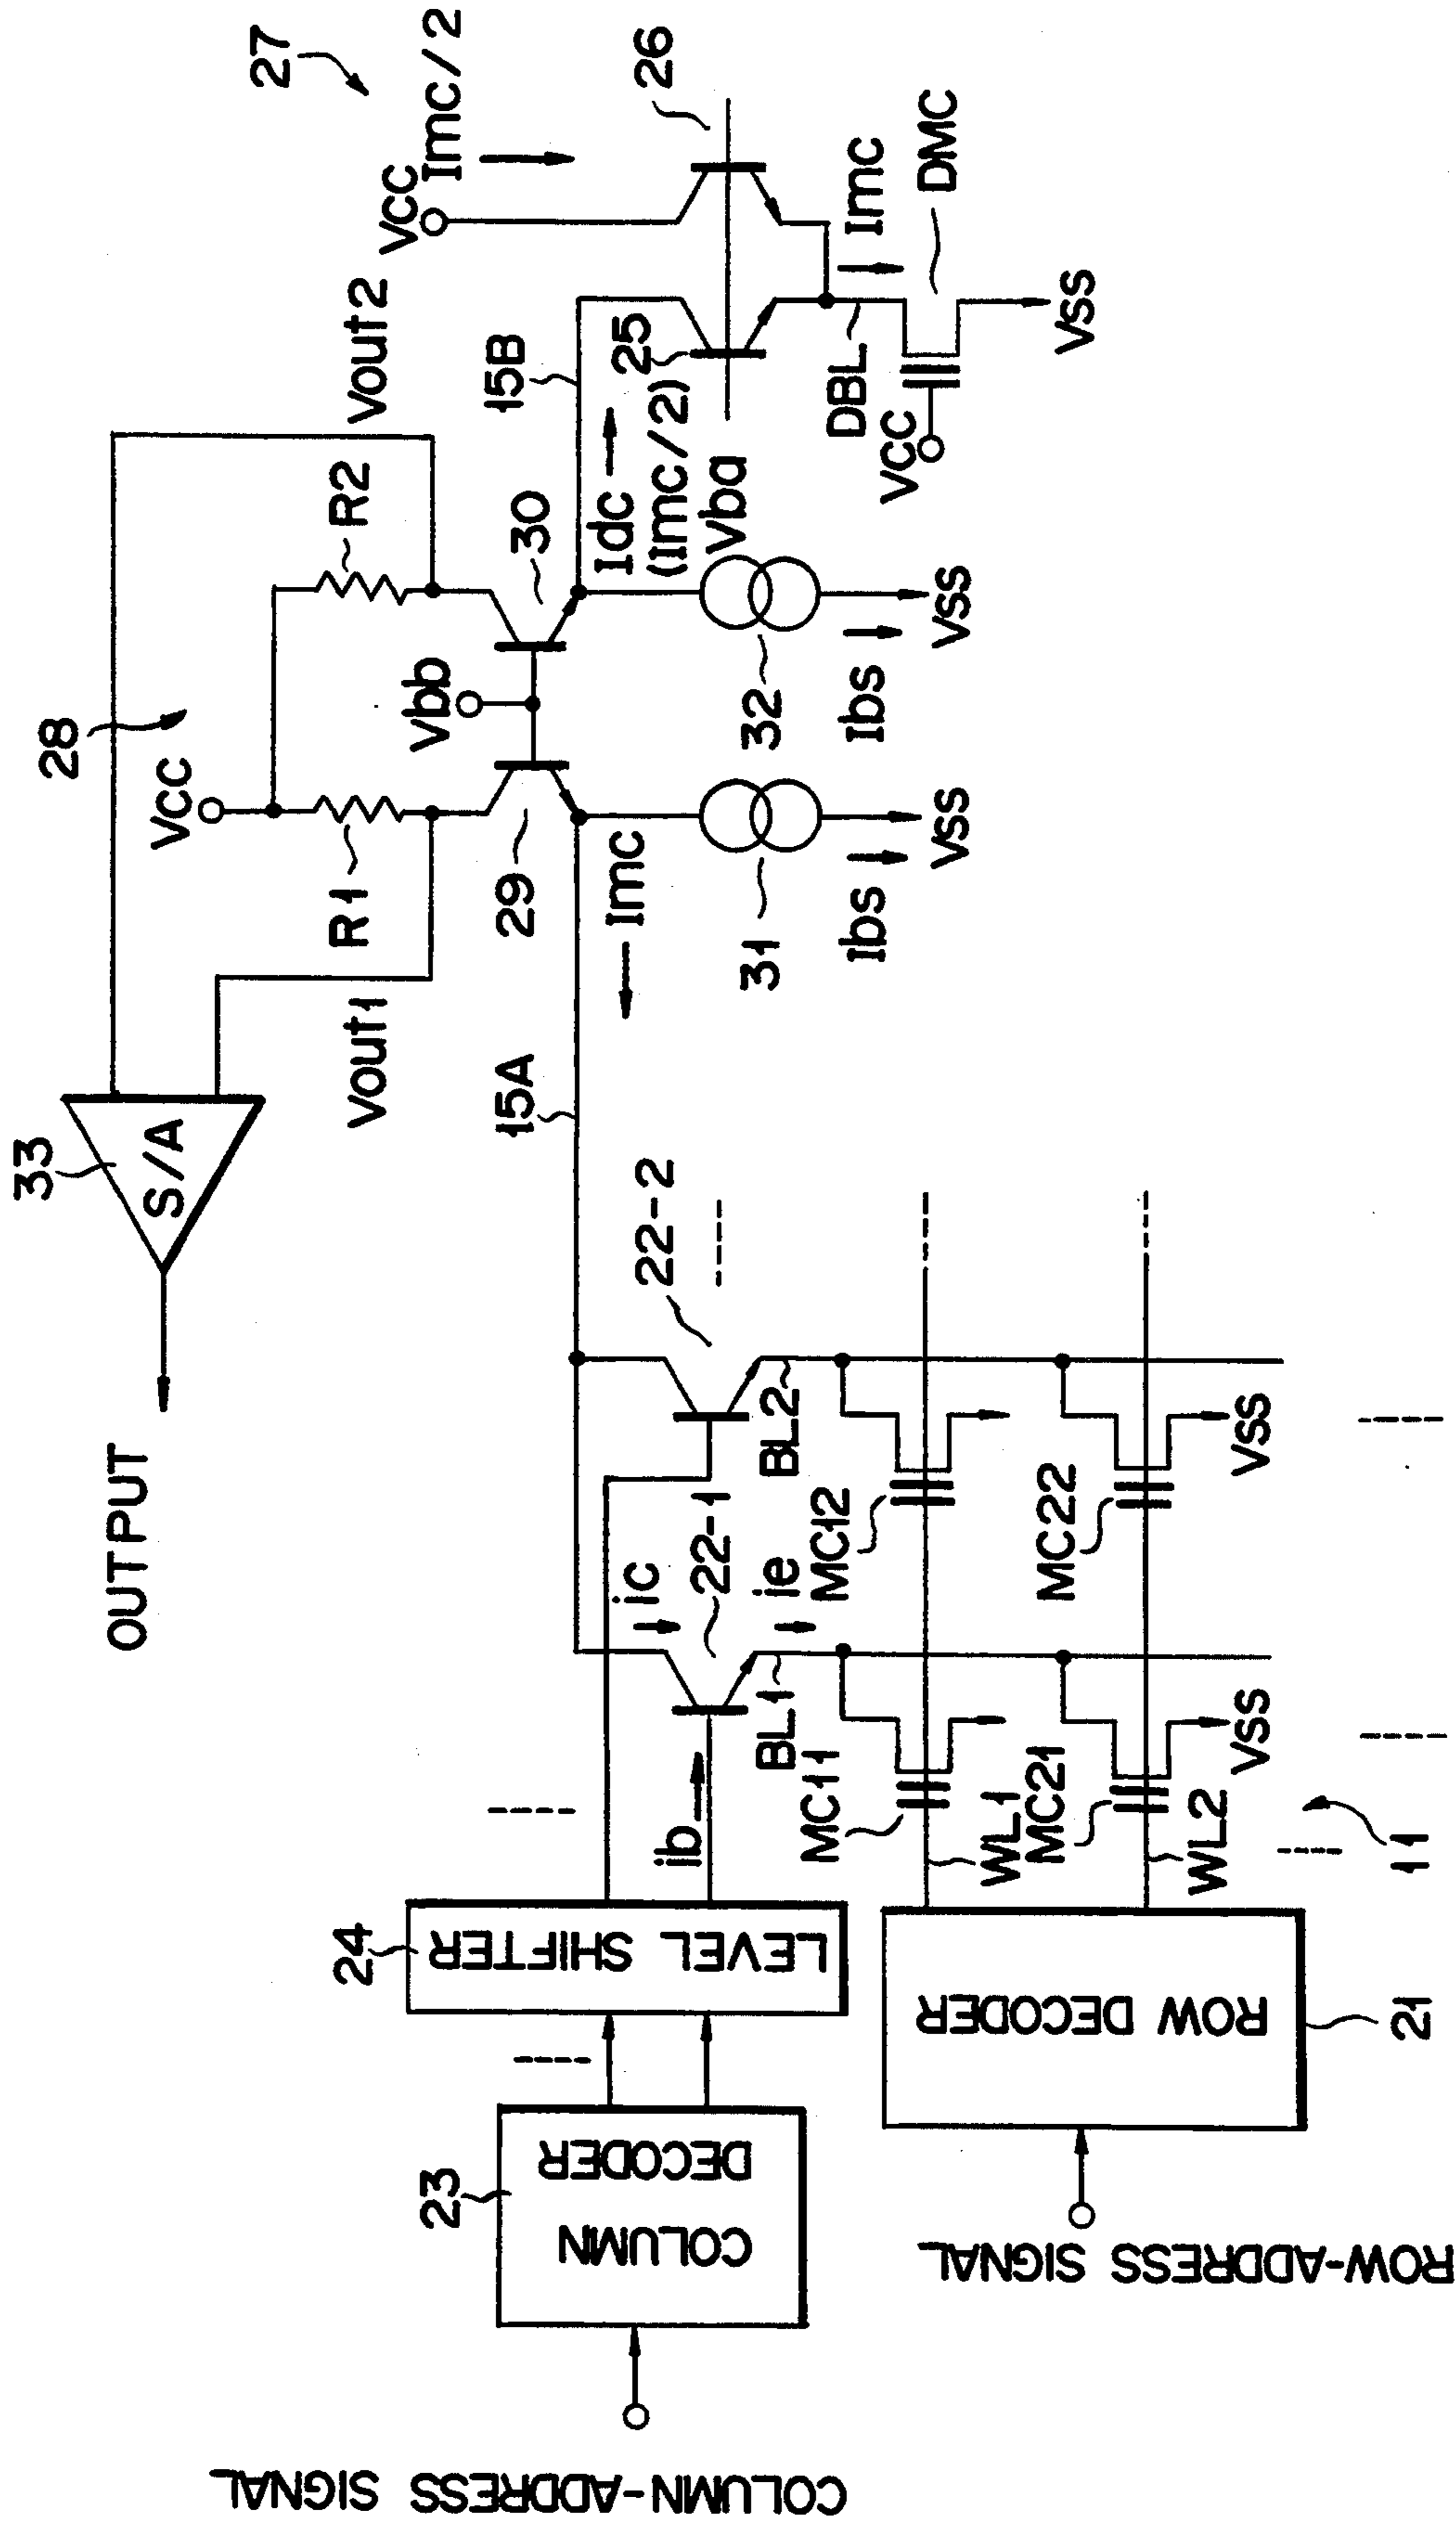 27
VCC
Imc/2
26
Imc
DMC
VSS
Vout2
15B
25
DBL
VCC
Idc
(Imc/2)
Vba
28
VCC
R2
R1
Vbb
30
29
32
31
Ibs
VSS
Ibs
VSS
Imc
Vout1
33
S/A
OUTPUT
15A
22-2
22-1
ic
ib
ie
BL2
BL1
MC12
MC22
MC11
MC21
WL1
WL2
VSS
VSS
11
24
LEVEL SHIFTER
23
COLUMN
DECODER
ROW DECODER
21
COLUMN-ADDRESS SIGNAL
ROW-ADDRESS SIGNAL